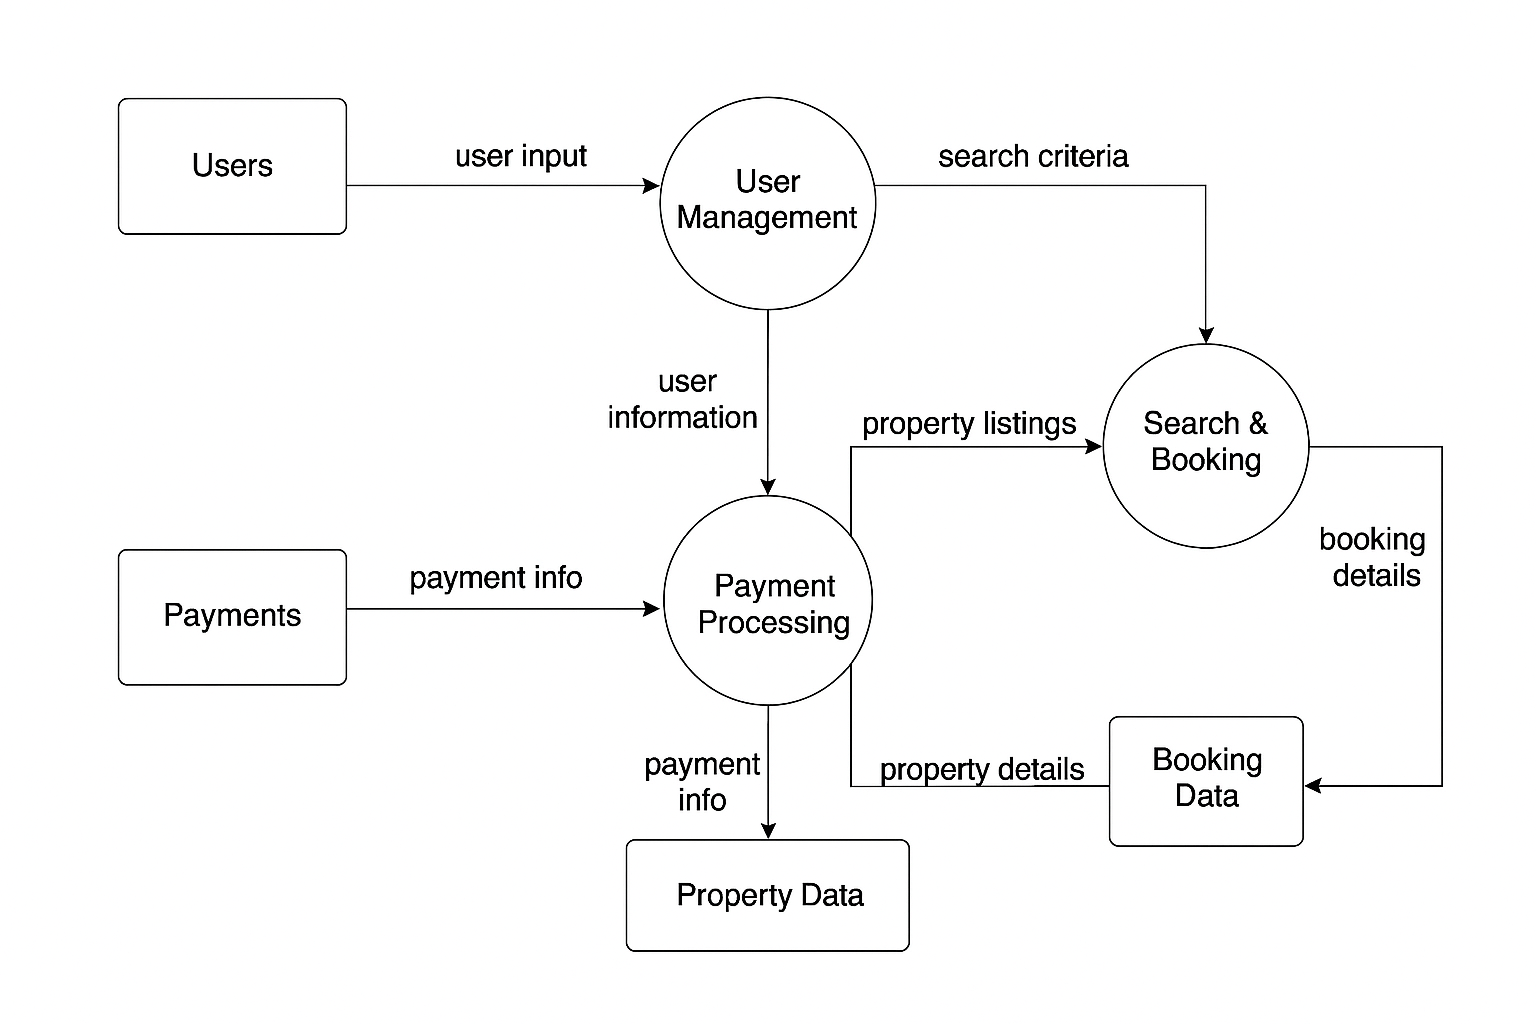 Users
user input
User
Management
search criteria
user
information
property listings
Search &
Booking
booking
details
Payments
payment info
Payment
Processing
payment
info
property details
Booking
Data
Property Data